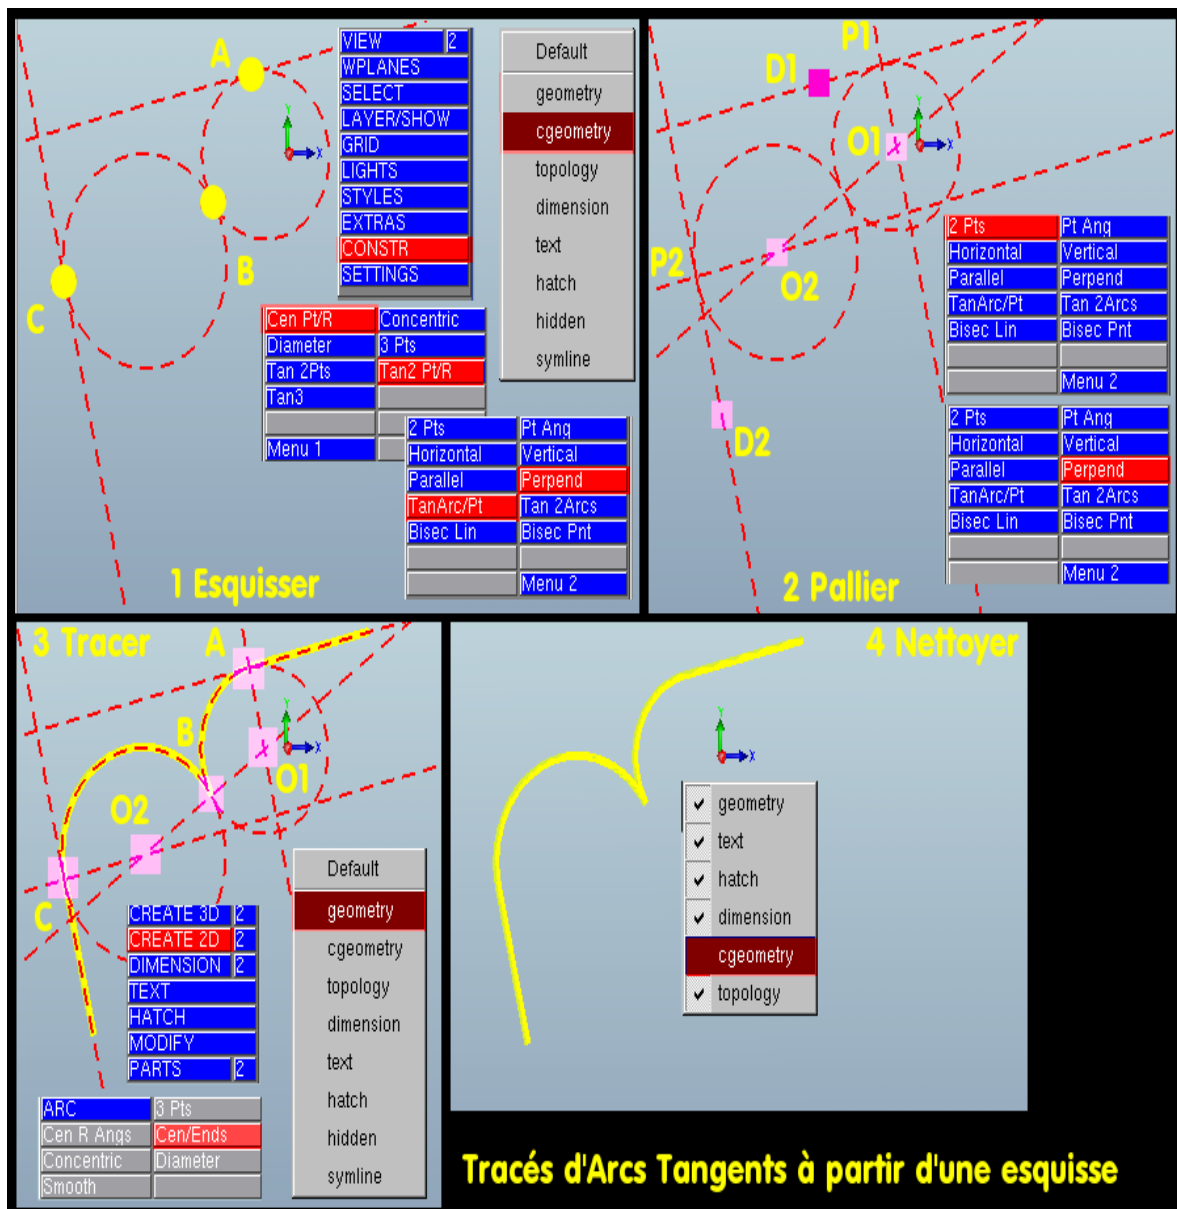 A
VIEW 2
WPLANES
SELECT
LAYER/SHOW
GRID
LIGHTS
STYLES
EXTRAS
CONSTR
SETTINGS
Default
geometry
cgeometry
topology
dimension
text
hatch
hidden
symline
Y
X
B
C
Cen Pt/R Concentric
Diameter 3 Pts
Tan 2Pts Tan2 Pt/R
Tan3
Menu 1
2 Pts Pt Ang
Horizontal Vertical
Parallel Perpend
TanArc/Pt Tan 2Arcs
Bisec Lin Bisec Pnt
Menu 2
1 Esquisser
P1
D1
Y
X
O1
P2
O2
D2
2 Pts Pt Ang
Horizontal Vertical
Parallel Perpend
TanArc/Pt Tan 2Arcs
Bisec Lin Bisec Pnt
Menu 2
2 Pts Pt Ang
Horizontal Vertical
Parallel Perpend
TanArc/Pt Tan 2Arcs
Bisec Lin Bisec Pnt
Menu 2
2 Pallier
3 Tracer
A
B
Y
X
O1
O2
C
CREATE 3D 2
CREATE 2D 2
DIMENSION 2
TEXT
HATCH
MODIFY
PARTS 2
Default
geometry
cgeometry
topology
dimension
text
hatch
hidden
symline
ARC 3 Pts
Cen R Angs Cen/Ends
Concentric Diameter
Smooth
4 Nettoyer
Y
X
geometry
text
hatch
dimension
cgeometry
topology
Tracés d'Arcs Tangents à partir d'une esquisse